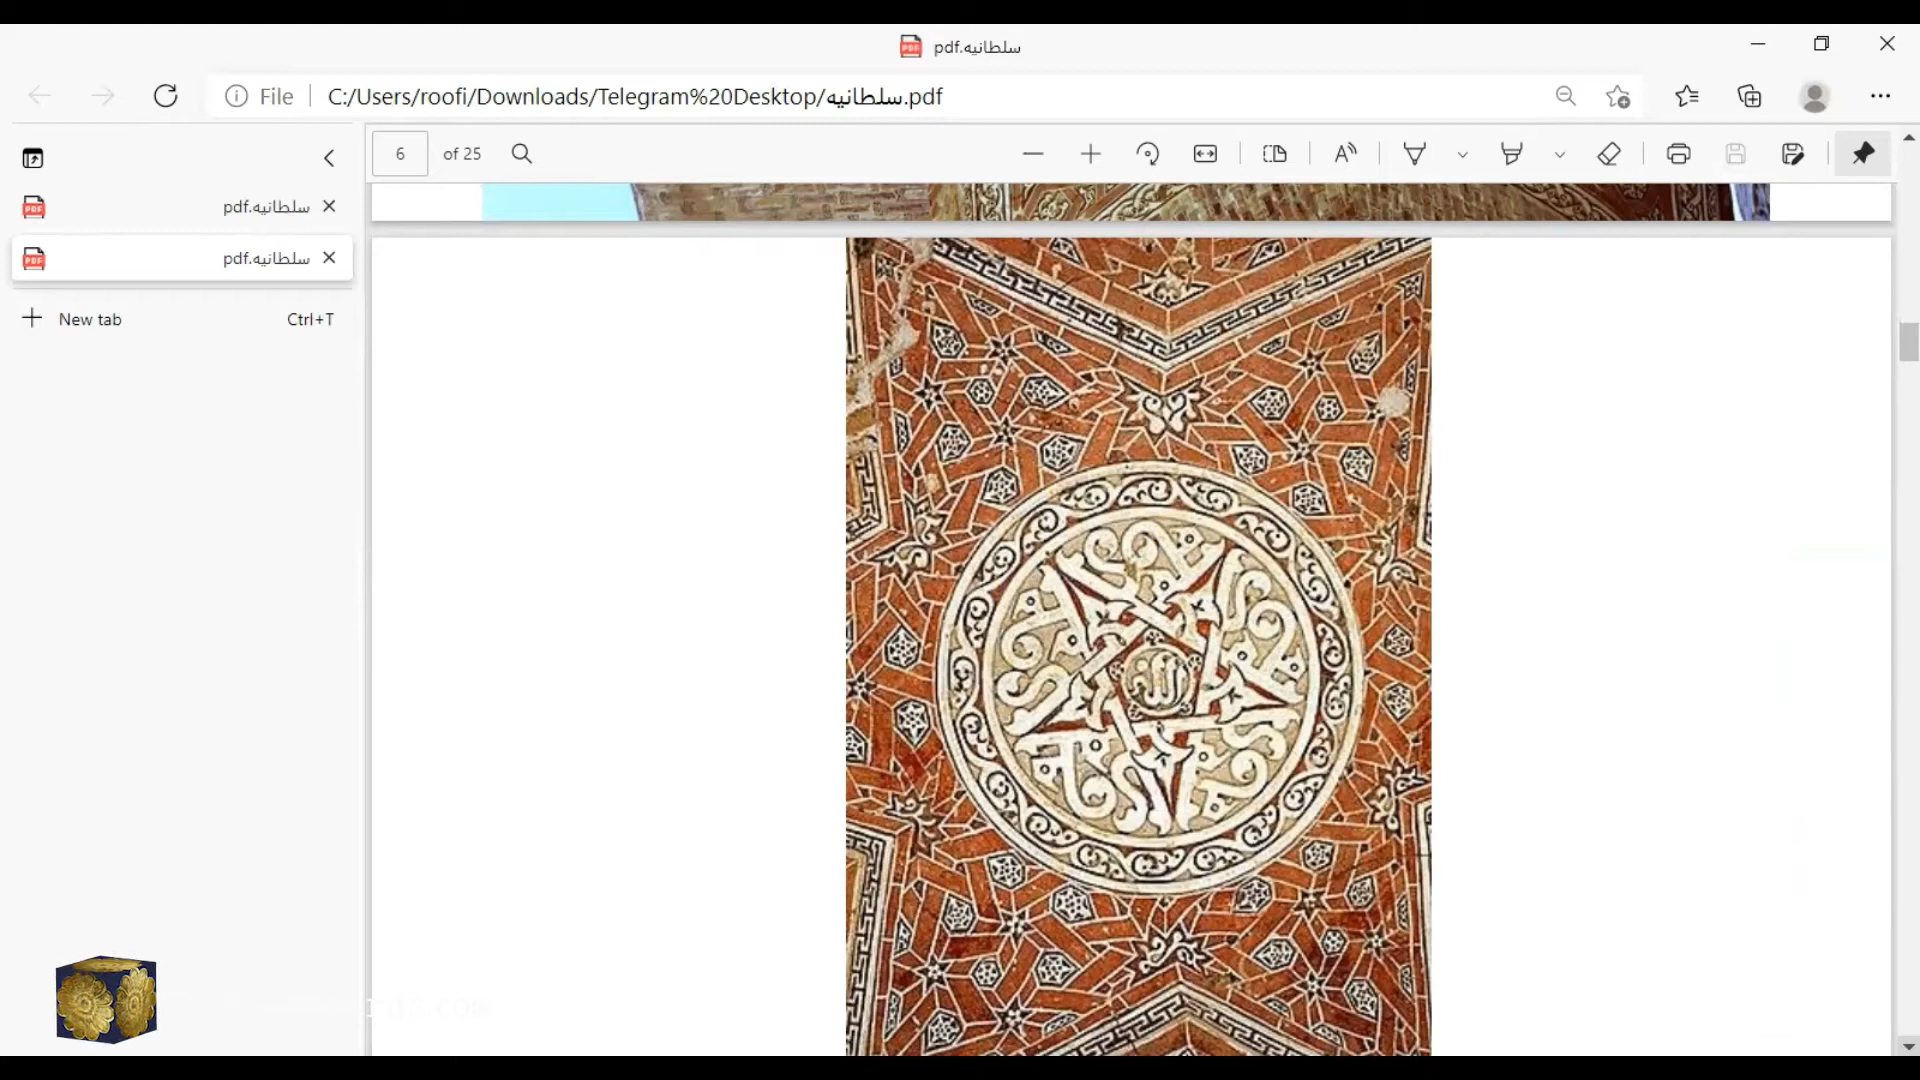 سلطانیه.pdf
File
C:/Users/roofi/Downloads/Telegram%20Desktop/سلطانیه.pdf
6 of 25
سلطانیه.pdf
سلطانیه.pdf
New tab Ctrl+T
الله